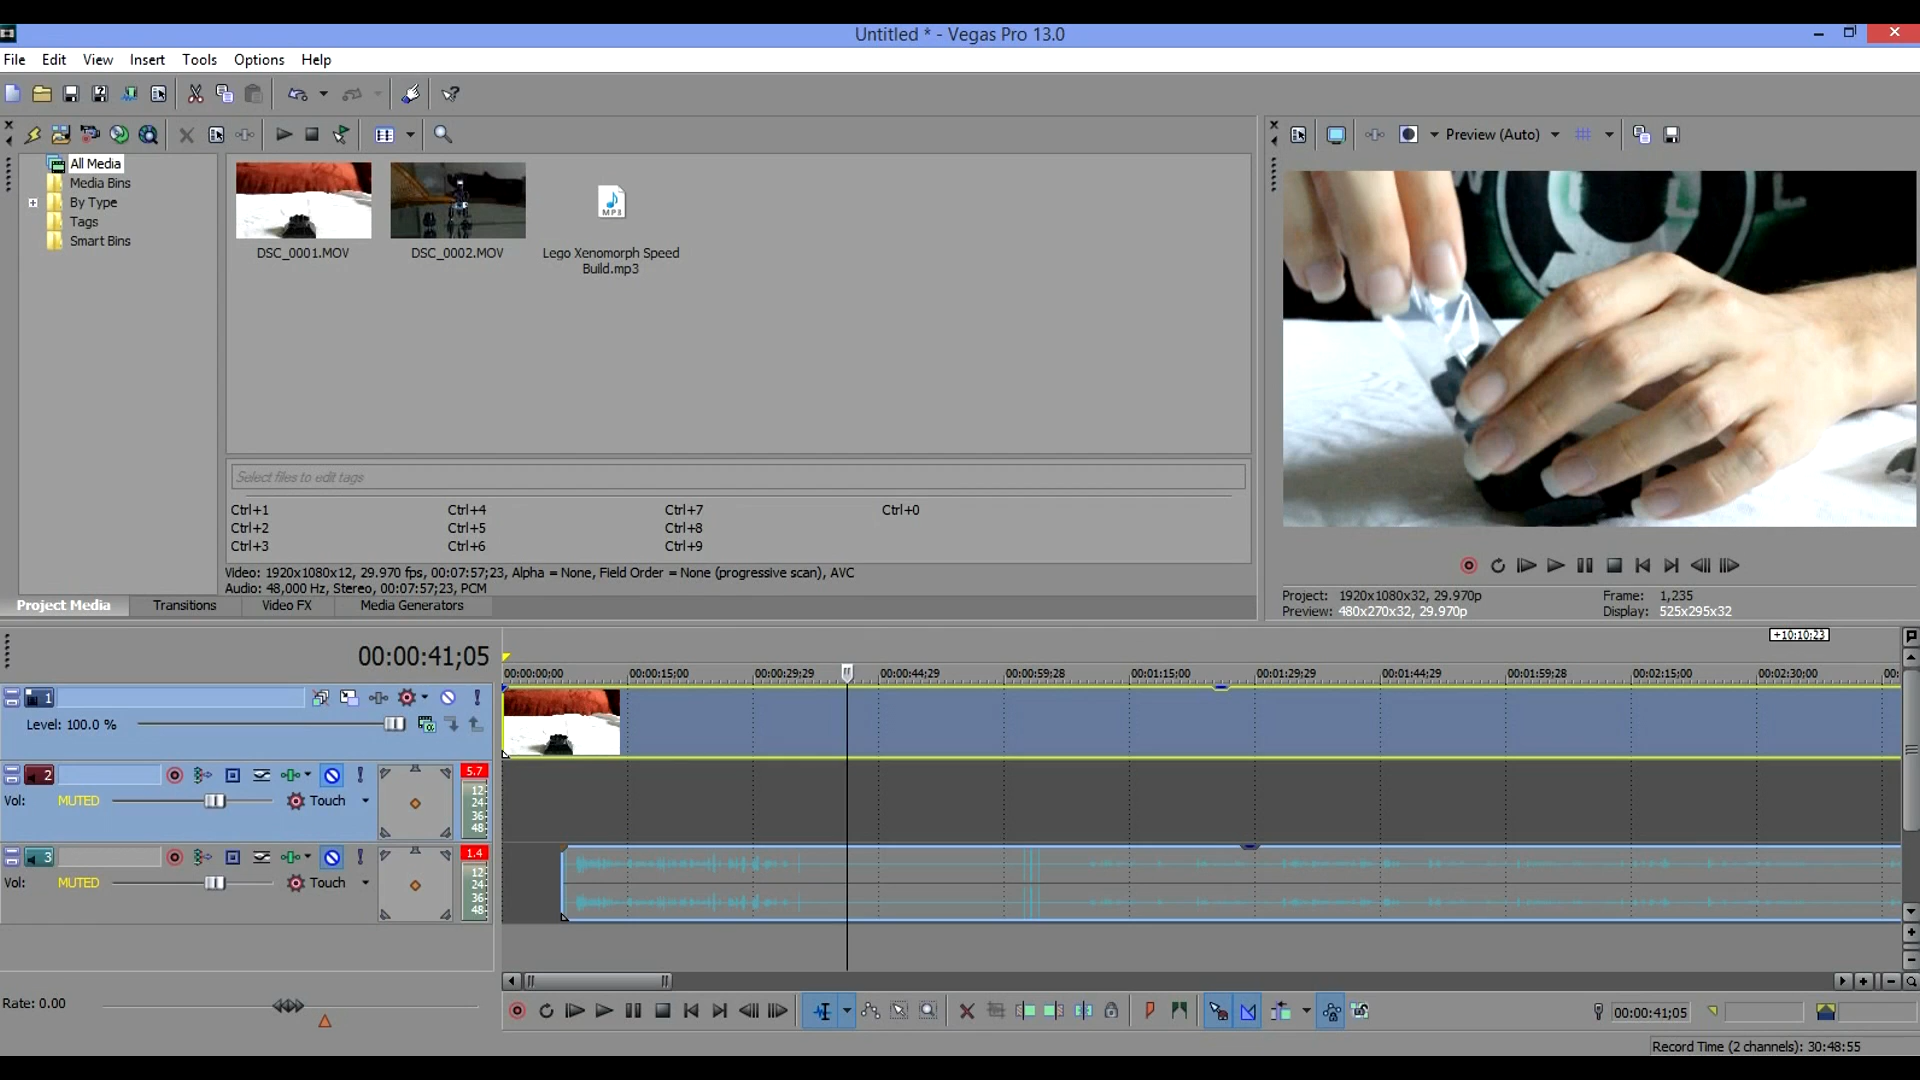 Untitled * - Vegas Pro 13.0
File Edit View Insert Tools Options Help
Preview (Auto)
All Media
Media Bins
By Type
Tags
Smart Bins
DSC_0001.MOV
DSC_0002.MOV
MP3
Lego Xenomorph Speed
Build.mp3
Select files to edit tags
Ctrl+1 Ctrl+4 Ctrl+7 Ctrl+0
Ctrl+2 Ctrl+5 Ctrl+8
Ctrl+3 Ctrl+6 Ctrl+9
Video: 1920x1080x12, 29.970 fps, 00:07:57;23, Alpha = None, Field Order = None (progressive scan), AVC
Audio: 48,000 Hz, Stereo, 00:07:57;23, PCM
Project Media Transitions Video FX Media Generators
Project: 1920x1080x32, 29.970p Frame: 1,235
Preview: 480x270x32, 29.970p Display: 525x295x32
+10:10;23
00:00:41;05
00:00:00;00 00:00:15;00 00:00:29;29 00:00:44;29 00:00:59;28 00:01:15;00 00:01:29;29 00:01:44;29 00:01:59;28 00:02:15;00 00:02:30;00 00:
1
Level: 100.0 %
2 5.7
Vol: MUTED Touch
12
24
36
48
3 1.4
Vol: MUTED Touch
12
24
36
48
Rate: 0.00
00:00:41;05
Record Time (2 channels): 30:48:55